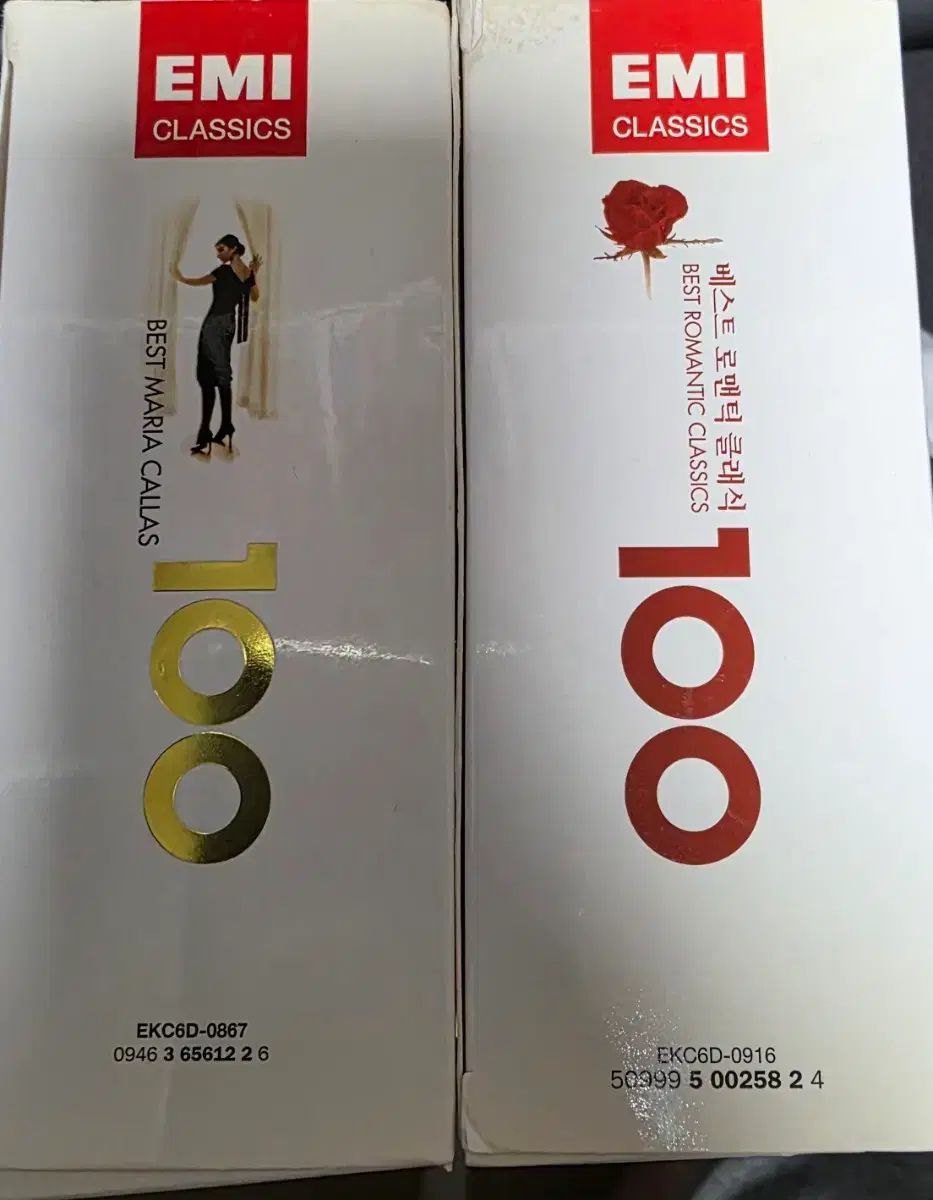 EMI
CLASSICS
BEST MARIA CALLAS
100
EKC6D-0867
0946 3 65612 2 6
EMI
CLASSICS
베스트 로맨틱 클래식
BEST ROMANTIC CLASSICS
100
EKC6D-0916
50999 5 00258 2 4